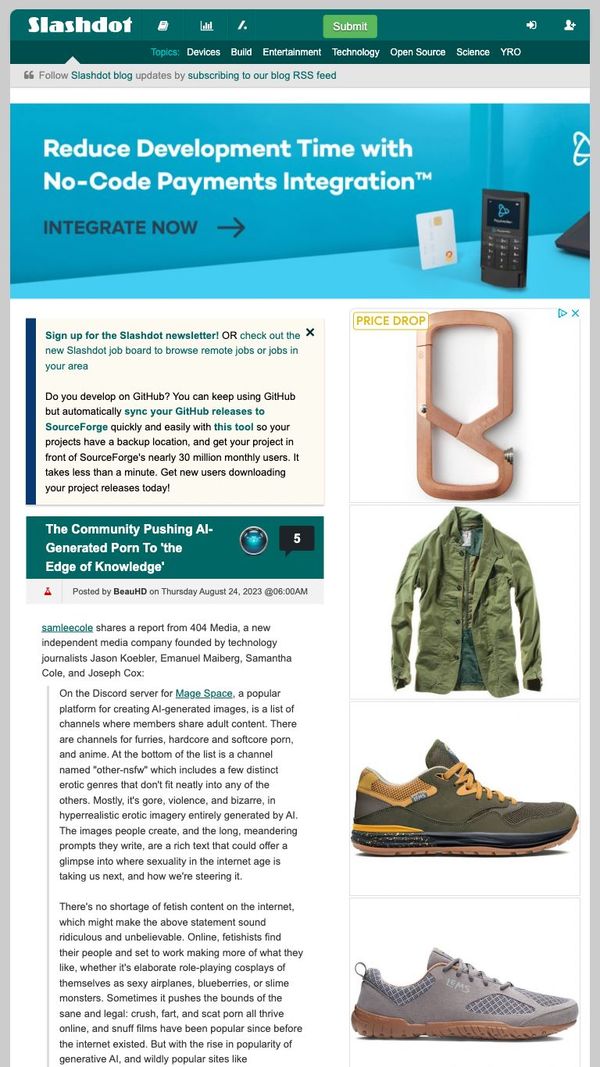 Slashdot
Submit
Topics: Devices Build Entertainment Technology Open Source Science YRO
Follow Slashdot blog updates by subscribing to our blog RSS feed
Reduce Development Time with
No-Code Payments Integration™
INTEGRATE NOW
Sign up for the Slashdot newsletter! OR check out the
new Slashdot job board to browse remote jobs or jobs in
your area
Do you develop on GitHub? You can keep using GitHub
but automatically sync your GitHub releases to
SourceForge quickly and easily with this tool so your
projects have a backup location, and get your project in
front of SourceForge's nearly 30 million monthly users. It
takes less than a minute. Get new users downloading
your project releases today!
PRICE DROP
The Community Pushing AI-
Generated Porn To 'the
Edge of Knowledge'
5
Posted by BeauHD on Thursday August 24, 2023 @06:00AM
samleecole shares a report from 404 Media, a new
independent media company founded by technology
journalists Jason Koebler, Emanuel Maiberg, Samantha
Cole, and Joseph Cox:
On the Discord server for Mage Space, a popular
platform for creating AI-generated images, is a list of
channels where members share adult content. There
are channels for furries, hardcore and softcore porn,
and anime. At the bottom of the list is a channel
named "other-nsfw" which includes a few distinct
erotic genres that don't fit neatly into any of the
others. Mostly, it's gore, violence, and bizarre, in
hyperrealistic erotic imagery entirely generated by AI.
The images people create, and the long, meandering
prompts they write, are a rich text that could offer a
glimpse into where sexuality in the internet age is
taking us next, and how we're steering it.
There's no shortage of fetish content on the internet,
which might make the above statement sound
ridiculous and unbelievable. Online, fetishists find
their people and set to work making more of what they
like, whether it's elaborate role-playing cosplays of
themselves as sexy airplanes, blueberries, or slime
monsters. Sometimes it pushes the bounds of the
sane and legal: crush, fart, and scat porn all thrive
online, and snuff films have been popular since before
the internet existed. But with the rise in popularity of
generative AI, and wildly popular sites like
LEMS